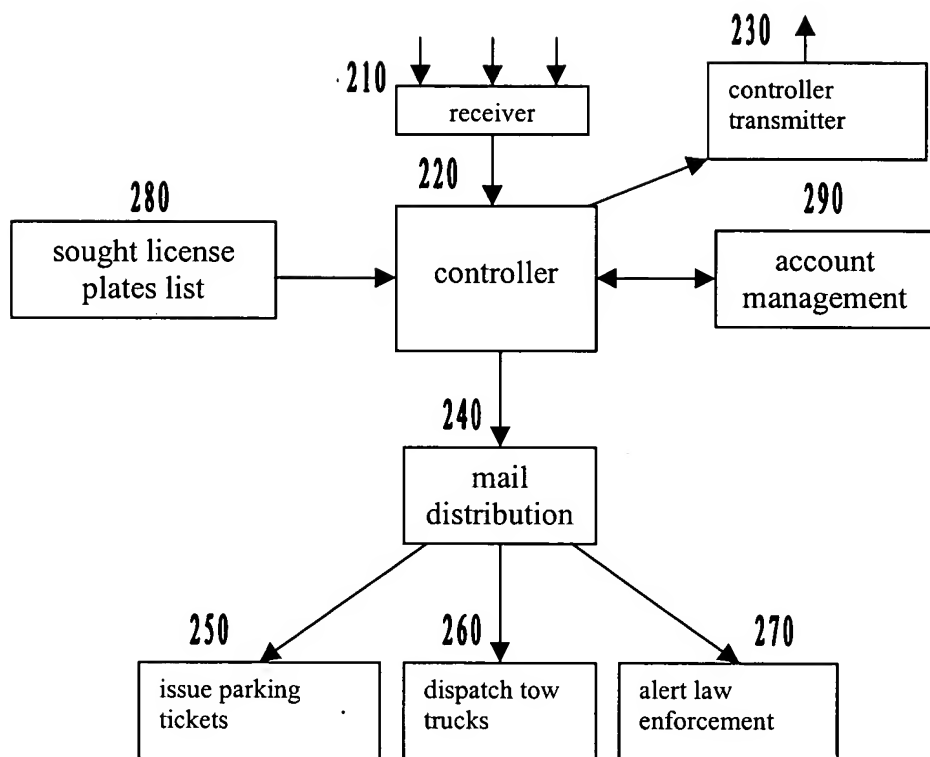 230
210
controller
transmitter
receiver
220
280
290
sought license
plates list
controller
account
management
240
mail
distribution
250
260
270
issue parking
tickets
dispatch tow
trucks
alert law
enforcement